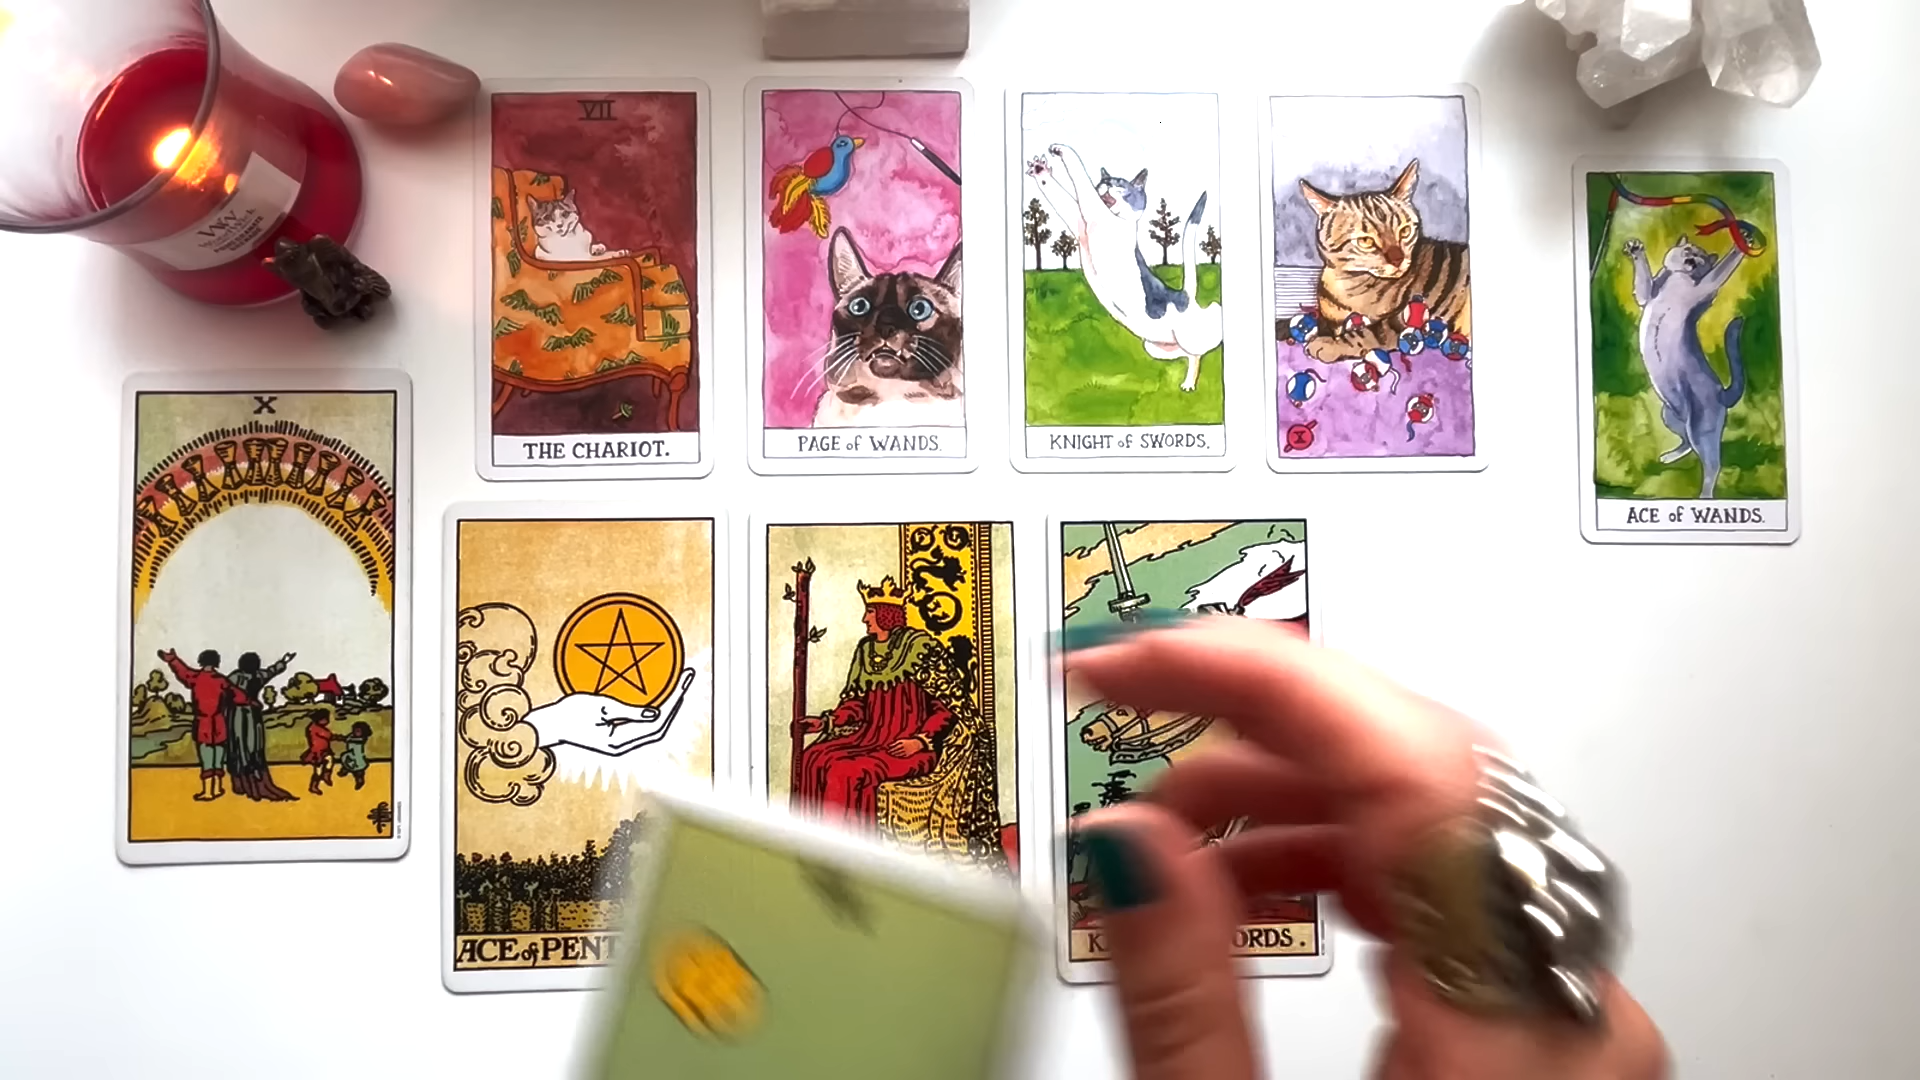 VII
THE CHARIOT.
PAGE of WANDS.
KNIGHT of SWORDS.
X
ACE of WANDS.
X
ACE of PENT
K
ORDS.